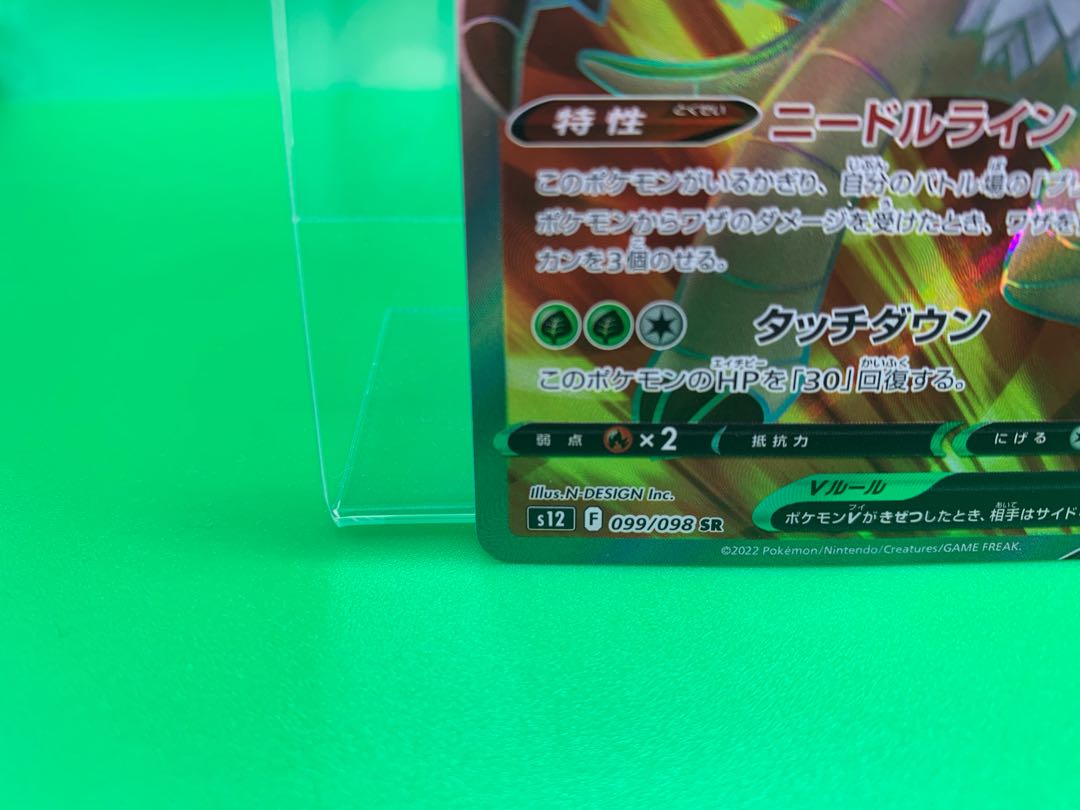 特性 とくせい ニードルライン
このポケモンがいるかぎり、自分のバトル場の「プレ
ポケモンからワザのダメージを受けたとき、ワザを
カンを3個のせる。
タッチダウン
このポケモンのHPを「30」回復する。
弱点 ×2 抵抗力 にげる
Illus.N-DESIGN Inc.
Vルール
s12 F 099/098 SR
ポケモンVがきぜつしたとき、相手はサイド
©2022 Pokémon/Nintendo/Creatures/GAME FREAK.